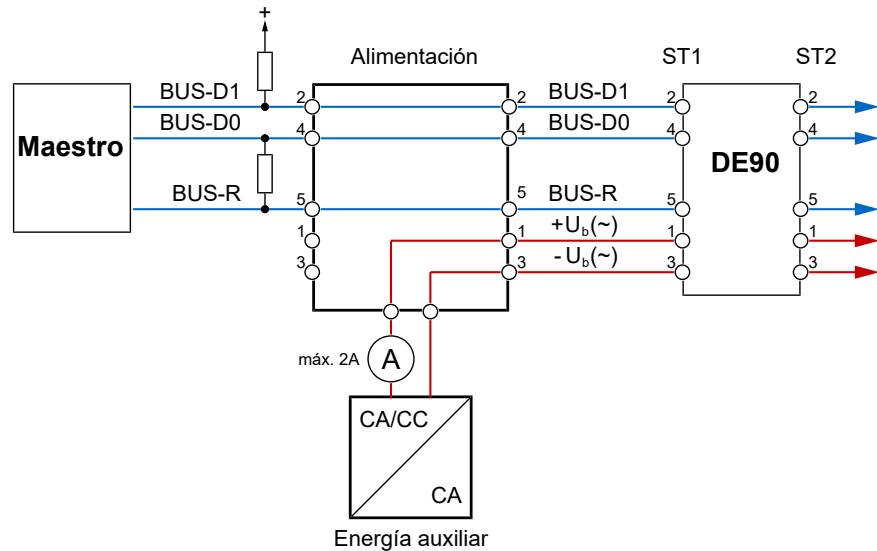 +
Alimentación
ST1
ST2
BUS-D1
2
2
BUS-D1
2
2
BUS-D0
4
4
BUS-D0
4
4
Maestro
DE90
BUS-R
5
5
BUS-R
5
5
1
1
+U_b(~)
1
1
3
3
-U_b(~)
3
3
máx. 2A
A
CA/CC
CA
Energía auxiliar